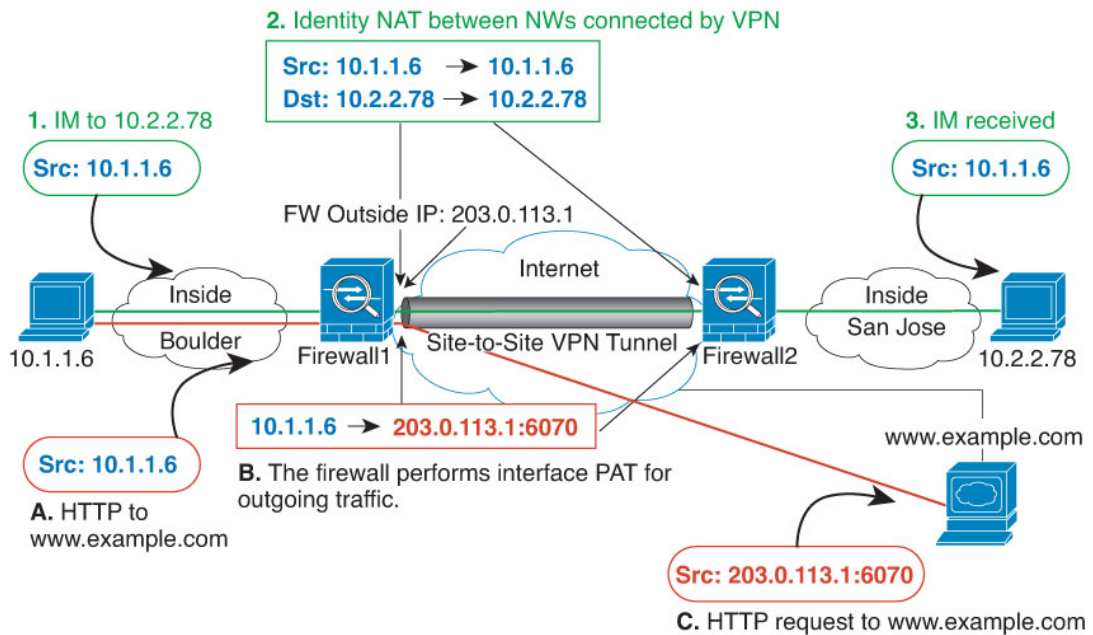 2. Identity NAT between NWs connected by VPN
Src: 10.1.1.6 → 10.1.1.6
Dst: 10.2.2.78 → 10.2.2.78
1. IM to 10.2.2.78
Src: 10.1.1.6
3. IM received
Src: 10.1.1.6
FW Outside IP: 203.0.113.1
Internet
Inside
Boulder
Inside
San Jose
10.1.1.6
Firewall1
Site-to-Site VPN Tunnel
Firewall2
10.2.2.78
10.1.1.6 → 203.0.113.1:6070
B. The firewall performs interface PAT for
outgoing traffic.
Src: 10.1.1.6
A. HTTP to
www.example.com
www.example.com
Src: 203.0.113.1:6070
C. HTTP request to www.example.com